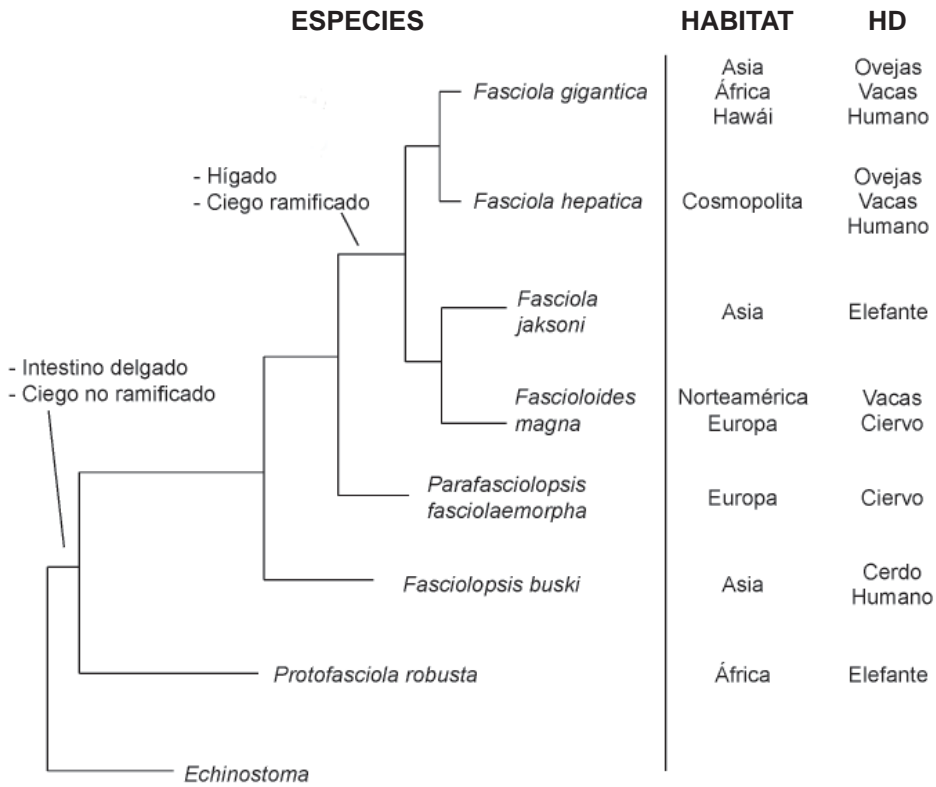 ESPECIES HABITAT HD
Asia Ovejas
Fasciola gigantica África Vacas
Hawái Humano
- Hígado
- Ciego ramificado
Ovejas
Fasciola hepatica Cosmopolita Vacas
Humano
Fasciola
jaksoni Asia Elefante
- Intestino delgado
- Ciego no ramificado
Fascioloides Norteamérica Vacas
magna Europa Ciervo
Parafasciolopsis
fasciolaemorpha Europa Ciervo
Fasciolopsis buski Asia Cerdo
Humano
Protofasciola robusta África Elefante
Echinostoma